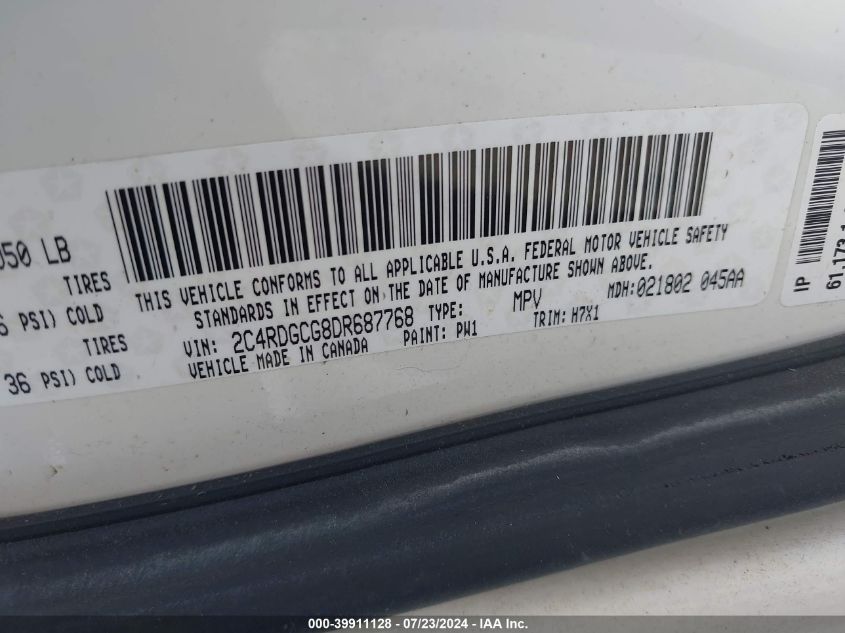 050 LB
TIRES
THIS VEHICLE CONFORMS TO ALL APPLICABLE U.S.A. FEDERAL MOTOR VEHICLE SAFETY
PSI) COLD
STANDARDS IN EFFECT ON THE DATE OF MANUFACTURE SHOWN ABOVE.
TIRES
VIN: 2C4RDGCG8DR687768 TYPE: MPV MDH:021802 045AA
36 PSI) COLD
VEHICLE MADE IN CANADA PAINT: PW1 TRIM: H7X1
IP
000-39911128 - 07/23/2024 - IAA Inc.